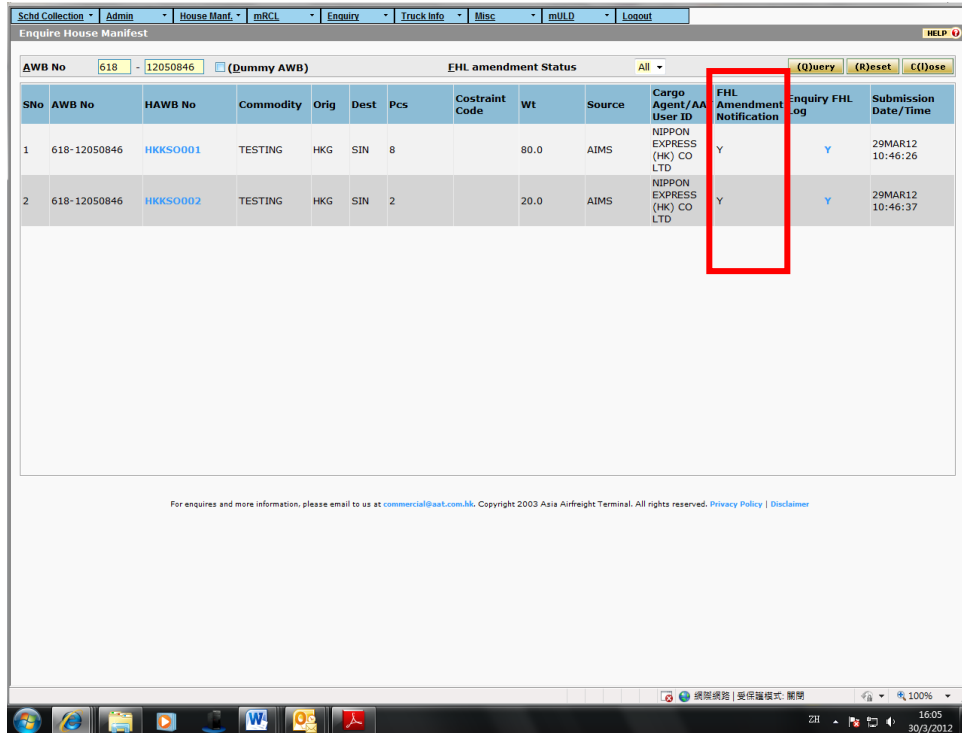 Schd Collection Admin House Manf. mRCL Enquiry Truck Info Misc mULD Logout
Enquire House Manifest HELP
AWB No 618 - 12050846 (Dummy AWB) FHL amendment Status All (Q)uery (R)eset C(l)ose
SNo AWB No HAWB No Commodity Orig Dest Pcs Costraint Code Wt Source Cargo Agent/AAT User ID FHL Amendment Notification Enquiry FHL Log Submission Date/Time
1 618-12050846 HKKSO001 TESTING HKG SIN 8 80.0 AIMS NIPPON EXPRESS (HK) CO LTD Y Y 29MAR12 10:46:26
2 618-12050846 HKKSO002 TESTING HKG SIN 2 20.0 AIMS NIPPON EXPRESS (HK) CO LTD Y Y 29MAR12 10:46:37
For enquires and more information, please email to us at commercial@aat.com.hk. Copyright 2003 Asia Airfreight Terminal. All rights reserved. Privacy Policy | Disclaimer
網際網路 | 受保護模式: 關閉 100%
ZH 16:05
30/3/2012